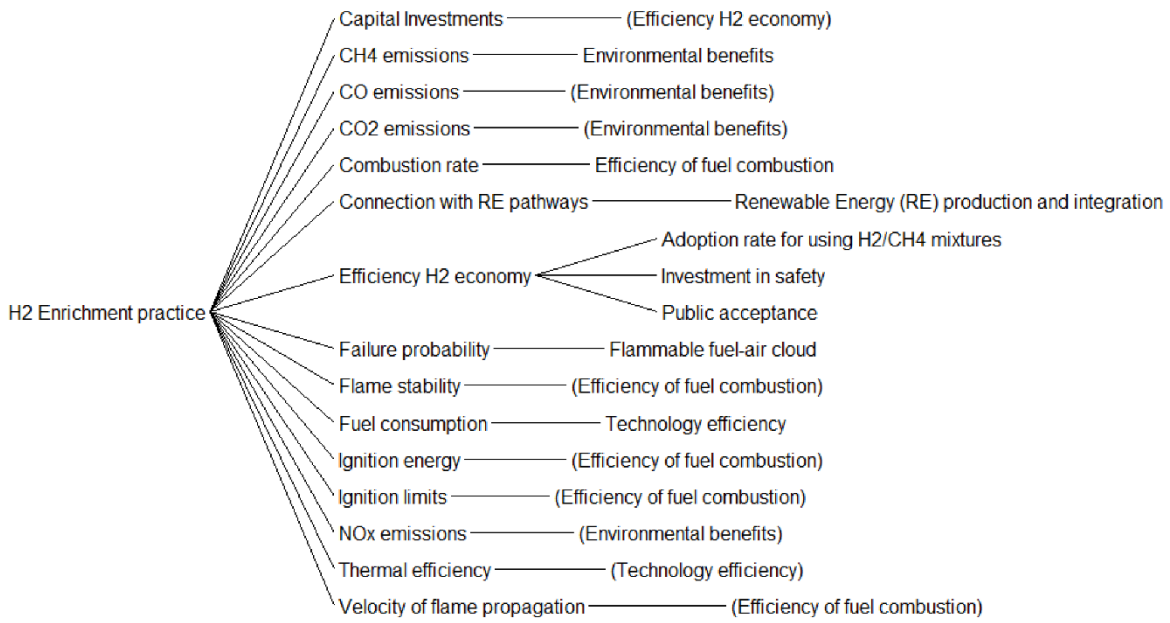 Capital Investments (Efficiency H2 economy)
CH4 emissions Environmental benefits
CO emissions (Environmental benefits)
CO2 emissions (Environmental benefits)
Combustion rate Efficiency of fuel combustion
Connection with RE pathways Renewable Energy (RE) production and integration
Adoption rate for using H2/CH4 mixtures
Efficiency H2 economy Investment in safety
H2 Enrichment practice Public acceptance
Failure probability Flammable fuel-air cloud
Flame stability (Efficiency of fuel combustion)
Fuel consumption Technology efficiency
Ignition energy (Efficiency of fuel combustion)
Ignition limits (Efficiency of fuel combustion)
NOx emissions (Environmental benefits)
Thermal efficiency (Technology efficiency)
Velocity of flame propagation (Efficiency of fuel combustion)